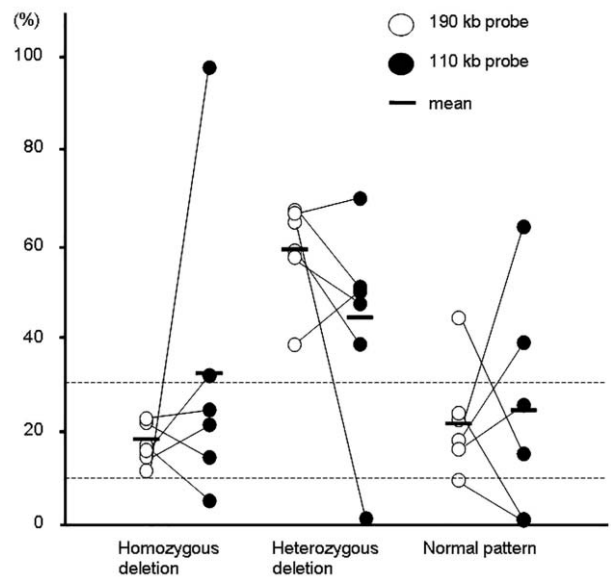 (%)
190 kb probe
110 kb probe
mean
100
80
60
40
20
0
Homozygous
deletion
Heterozygous
deletion
Normal pattern